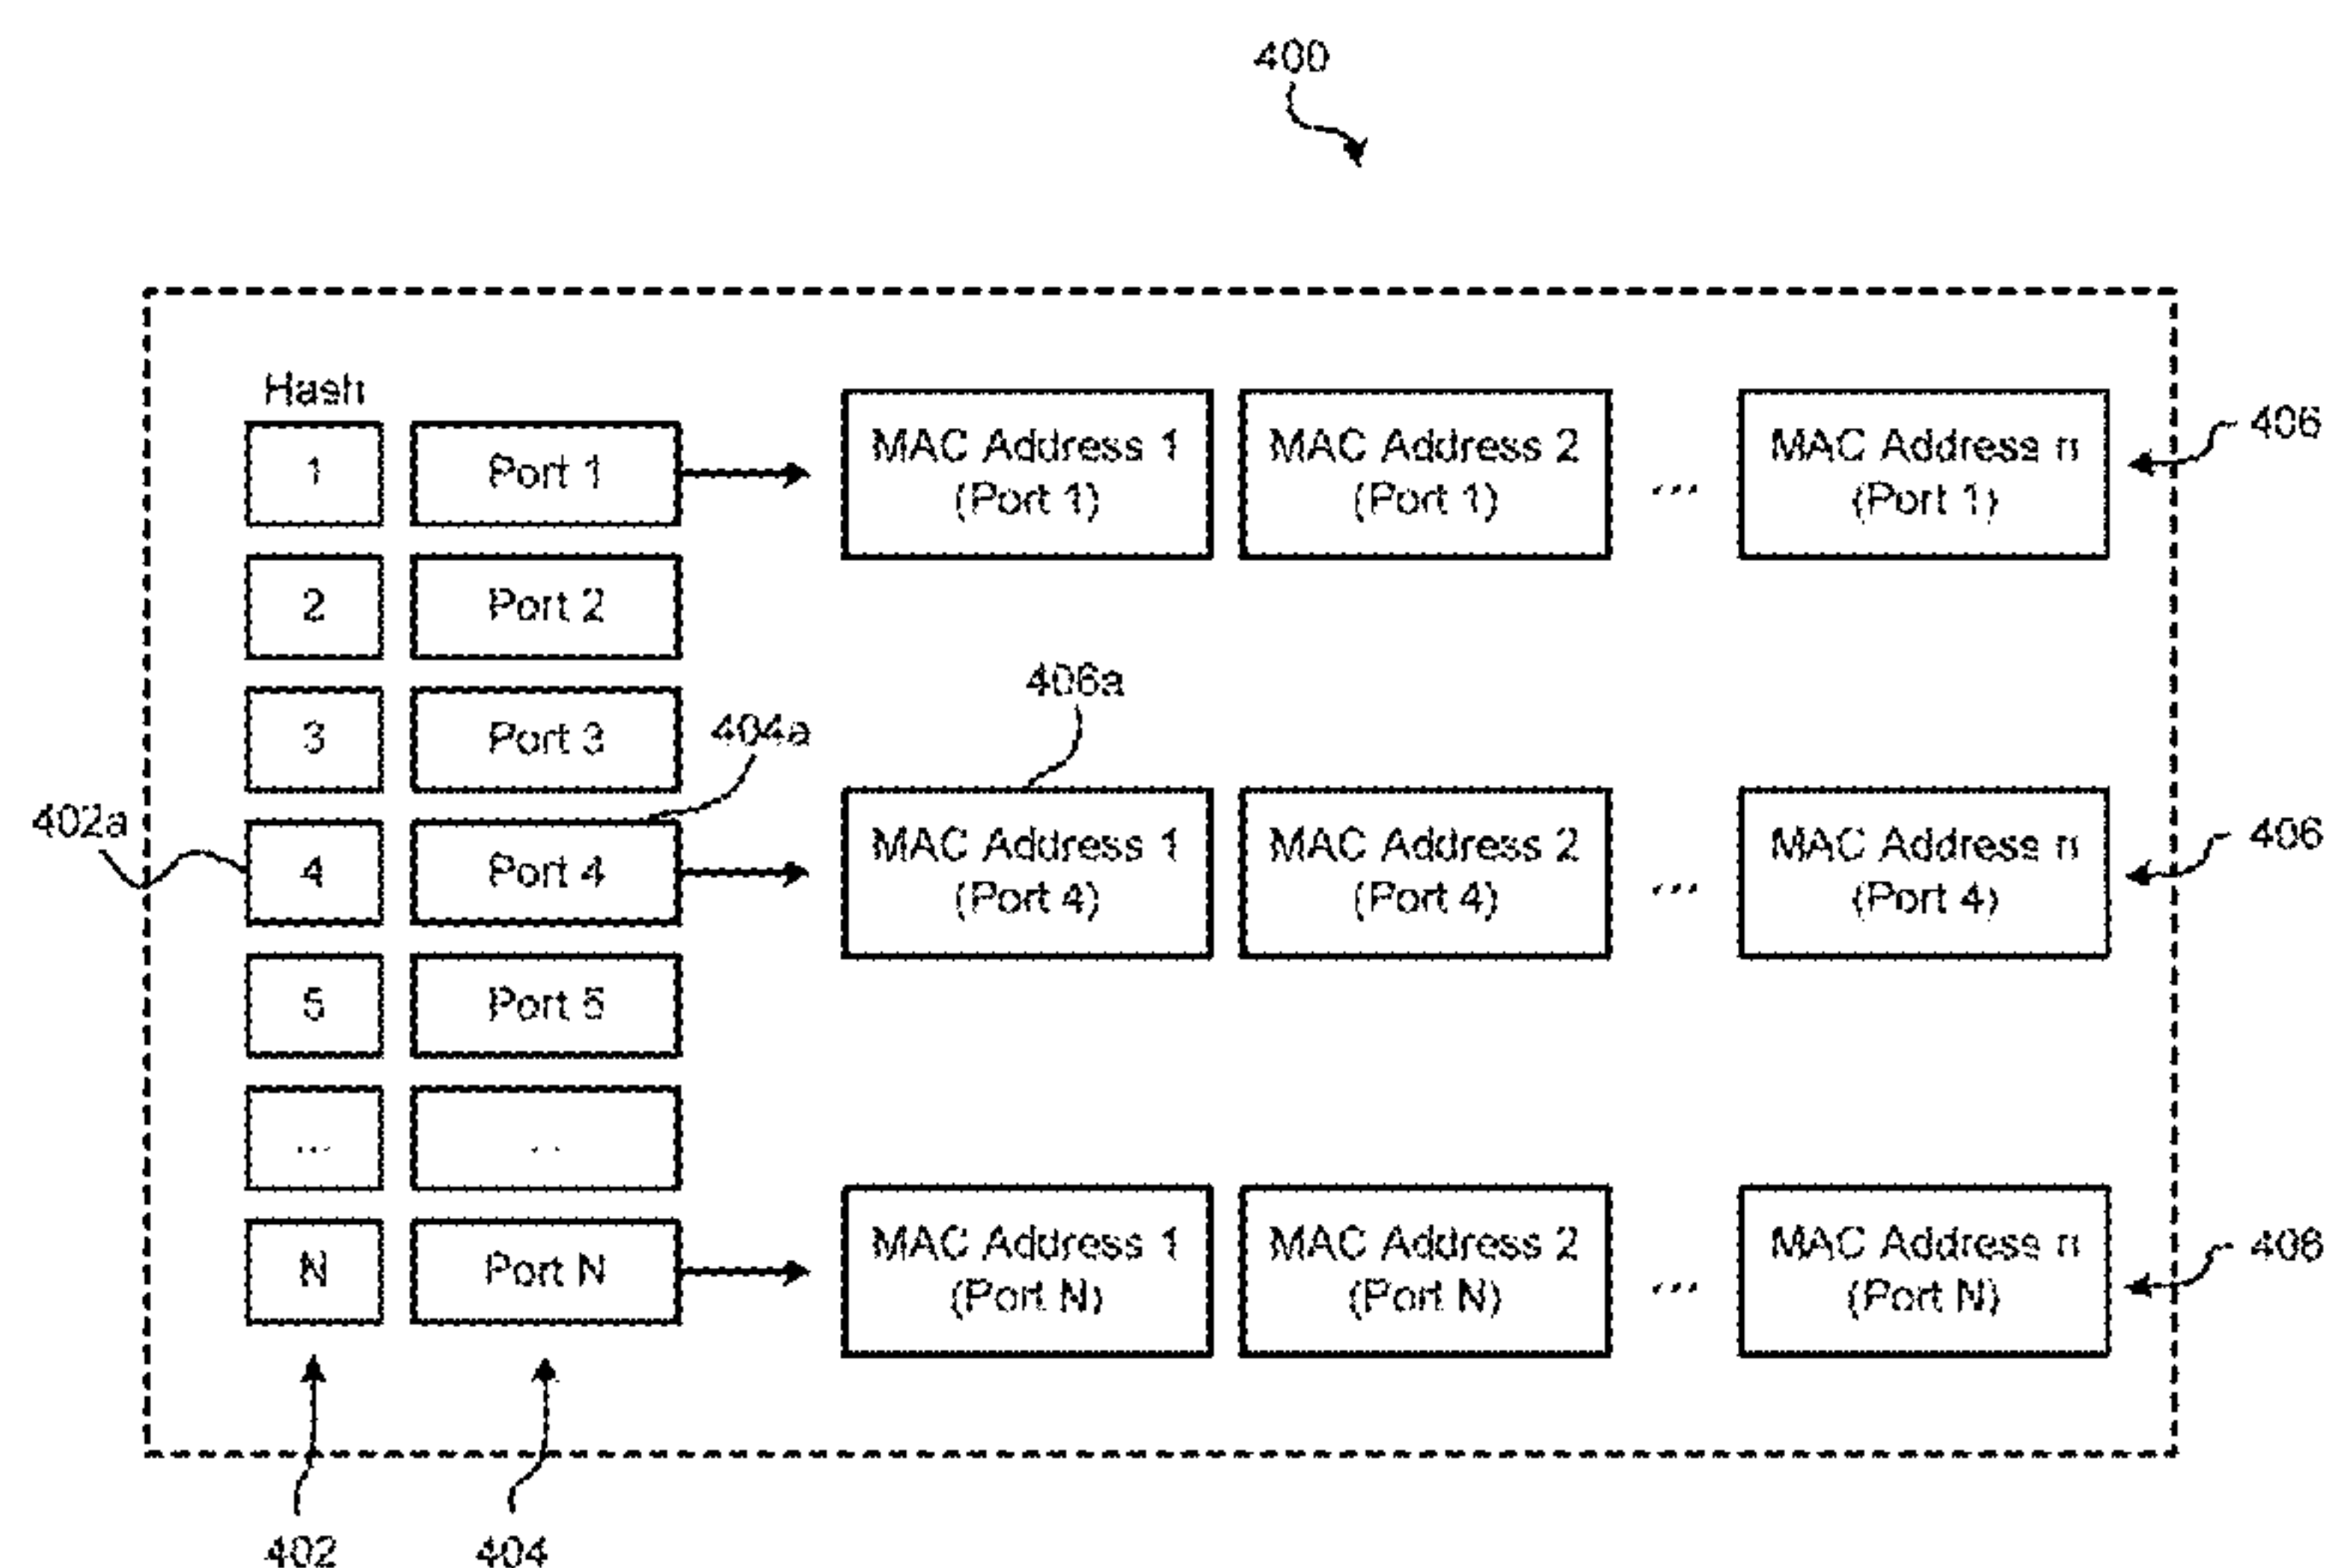 400
Hash
1 Port 1 MAC Address 1 MAC Address 2 ... MAC Address n 406
(Port 1) (Port 1) (Port 1)
2 Port 2
406a
3 Port 3 404a
402a 4 Port 4 MAC Address 1 MAC Address 2 ... MAC Address n 406
(Port 4) (Port 4) (Port 4)
5 Port 5
... ..
N Port N MAC Address 1 MAC Address 2 ... MAC Address n 406
(Port N) (Port N) (Port N)
402 404